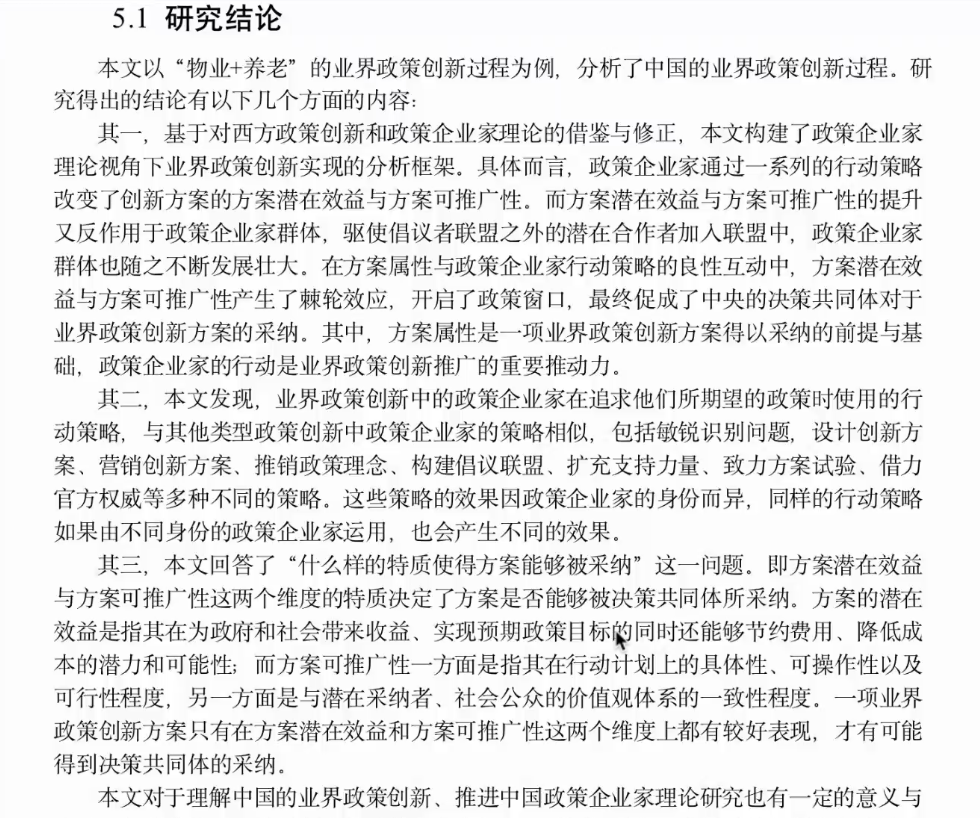 5.1 研究结论
本文以“物业+养老”的业界政策创新过程为例，分析了中国的业界政策创新过程。研
究得出的结论有以下几个方面的内容：
其一，基于对西方政策创新和政策企业家理论的借鉴与修正，本文构建了政策企业家
理论视角下业界政策创新实现的分析框架。具体而言，政策企业家通过一系列的行动策略
改变了创新方案的方案潜在效益与方案可推广性。而方案潜在效益与方案可推广性的提升
又反作用于政策企业家群体，驱使倡议者联盟之外的潜在合作者加入联盟中，政策企业家
群体也随之不断发展壮大。在方案属性与政策企业家行动策略的良性互动中，方案潜在效
益与方案可推广性产生了棘轮效应，开启了政策窗口，最终促成了中央的决策共同体对于
业界政策创新方案的采纳。其中，方案属性是一项业界政策创新方案得以采纳的前提与基
础，政策企业家的行动是业界政策创新推广的重要推动力。
其二，本文发现，业界政策创新中的政策企业家在追求他们所期望的政策时使用的行
动策略，与其他类型政策创新中政策企业家的策略相似，包括敏锐识别问题，设计创新方
案、营销创新方案、推销政策理念、构建倡议联盟、扩充支持力量、致力方案试验、借力
官方权威等多种不同的策略。这些策略的效果因政策企业家的身份而异，同样的行动策略
如果由不同身份的政策企业家运用，也会产生不同的效果。
其三，本文回答了“什么样的特质使得方案能够被采纳”这一问题。即方案潜在效益
与方案可推广性这两个维度的特质决定了方案是否能够被决策共同体所采纳。方案的潜在
效益是指其在为政府和社会带来收益、实现预期政策目标的同时还能够节约费用、降低成
本的潜力和可能性；而方案可推广性一方面是指其在行动计划上的具体性、可操作性以及
可行性程度，另一方面是与潜在采纳者、社会公众的价值观体系的一致性程度。一项业界
政策创新方案只有在方案潜在效益和方案可推广性这两个维度上都有较好表现，才有可能
得到决策共同体的采纳。
本文对于理解中国的业界政策创新、推进中国政策企业家理论研究也有一定的意义与